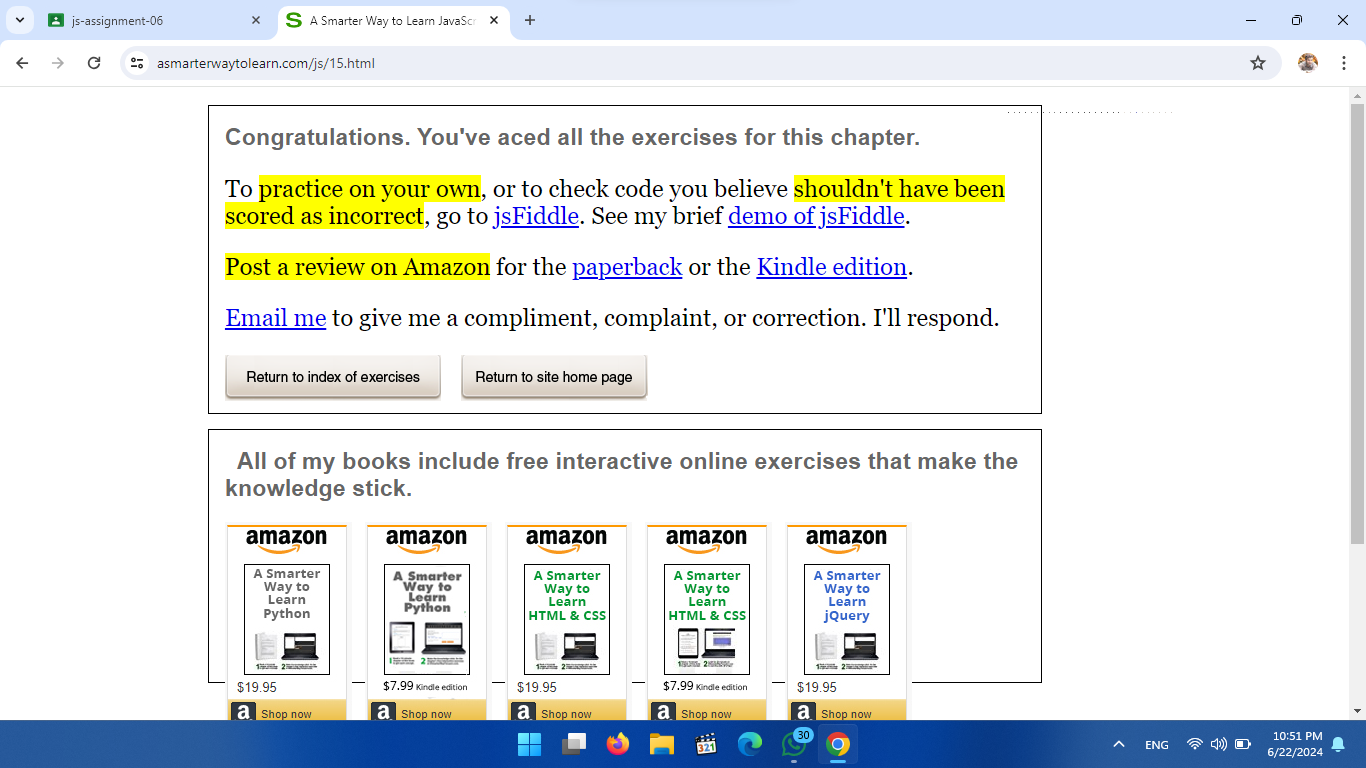 js-assignment-06
A Smarter Way to Learn JavaScr
asmarterwaytolearn.com/js/15.html
Congratulations. You've aced all the exercises for this chapter.
To practice on your own, or to check code you believe shouldn't have been
scored as incorrect, go to jsFiddle. See my brief demo of jsFiddle.
Post a review on Amazon for the paperback or the Kindle edition.
Email me to give me a compliment, complaint, or correction. I'll respond.
Return to index of exercises Return to site home page
All of my books include free interactive online exercises that make the
knowledge stick.
amazon amazon amazon amazon amazon
A Smarter A Smarter A Smarter A Smarter A Smarter
Way to Way to Way to Way to Way to
Learn Learn Learn Learn Learn
Python Python HTML & CSS HTML & CSS jQuery
$19.95 $7.99 Kindle edition $19.95 $7.99 Kindle edition $19.95
a Shop now a Shop now a Shop now a Shop now a Shop now
321
30
ENG
10:51 PM
6/22/2024